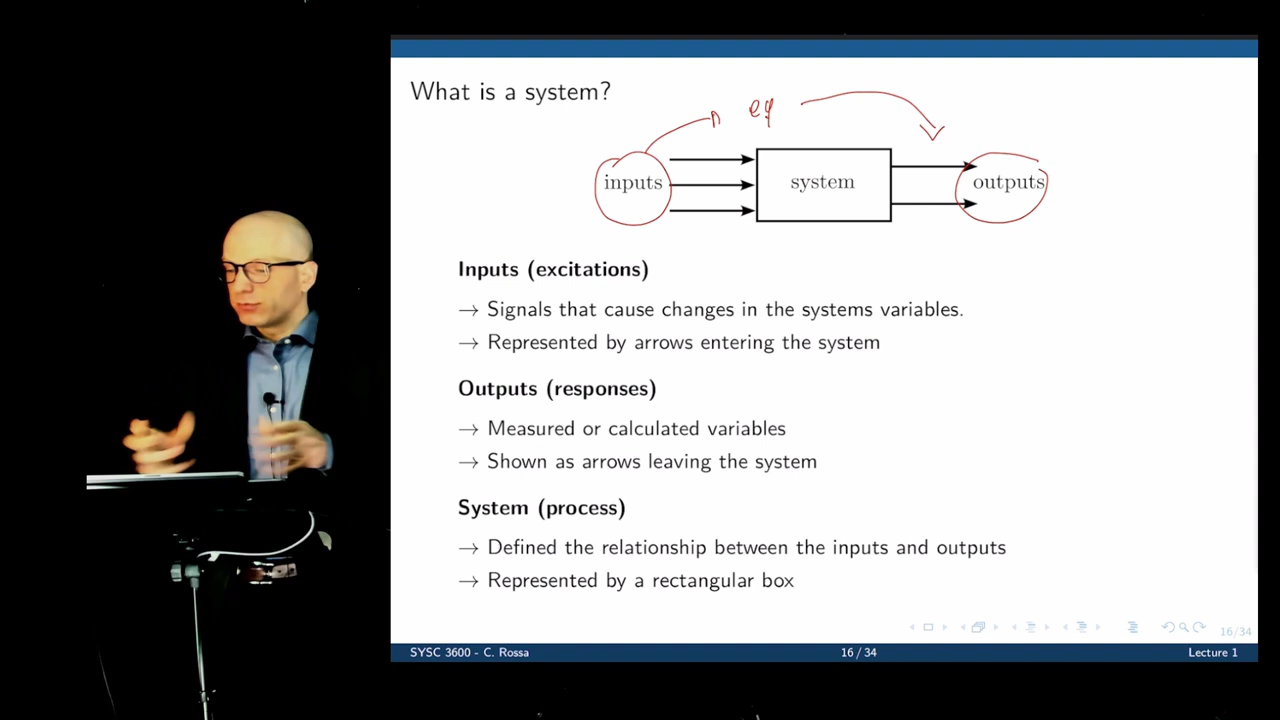 What is a system?
eq
inputs
system
outputs
Inputs (excitations)
→ Signals that cause changes in the systems variables.
→ Represented by arrows entering the system
Outputs (responses)
→ Measured or calculated variables
→ Shown as arrows leaving the system
System (process)
→ Defined the relationship between the inputs and outputs
→ Represented by a rectangular box
16/34
SYSC 3600 - C. Rossa
16 / 34
Lecture 1